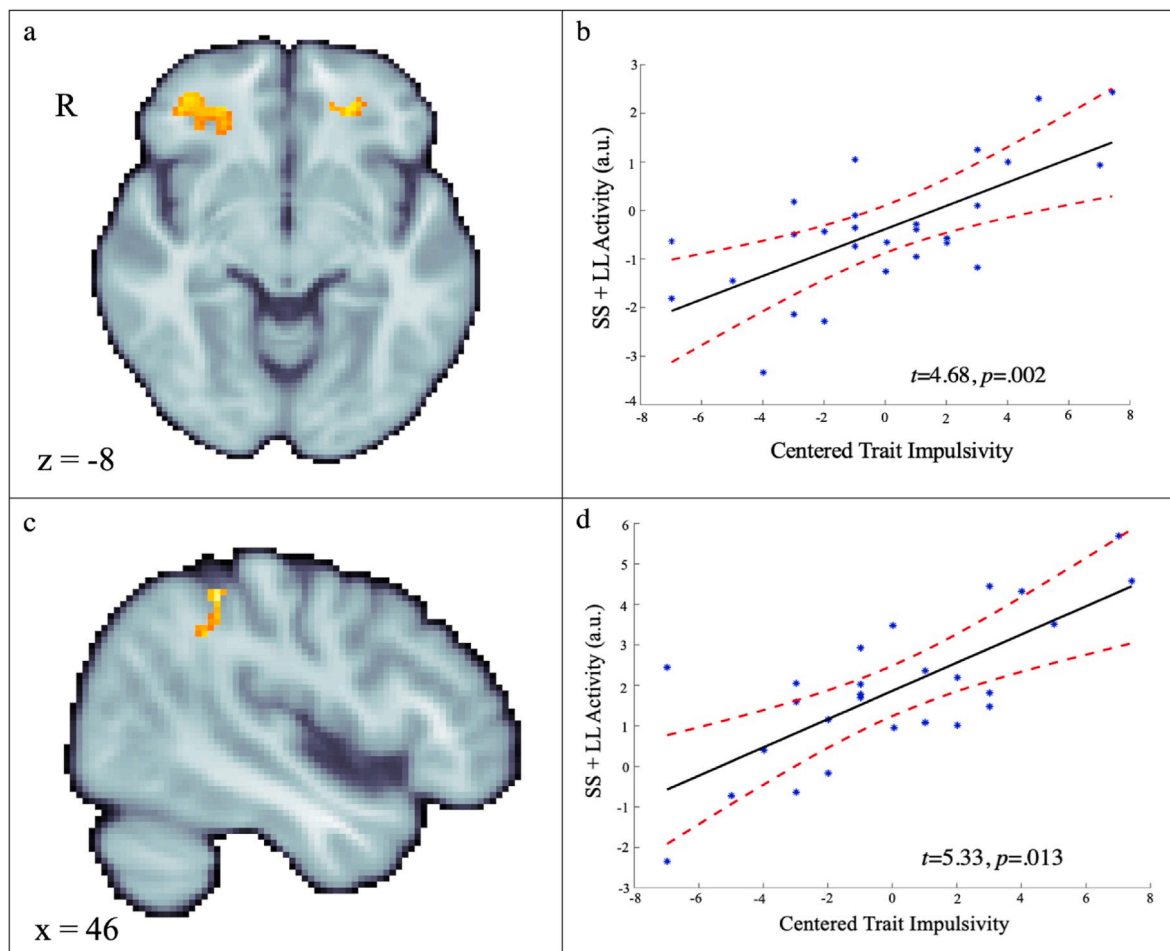 a
R
z = -8
b
3
2
1
0
-1
-2
-3
-4
-8
-6
-4
-2
0
2
4
6
8
SS + LL Activity (a.u.)
t=4.68, p=.002
Centered Trait Impulsivity
c
x = 46
d
6
5
4
3
2
1
0
-1
-2
-3
-8
-6
-4
-2
0
2
4
6
8
SS + LL Activity (a.u.)
t=5.33, p=.013
Centered Trait Impulsivity